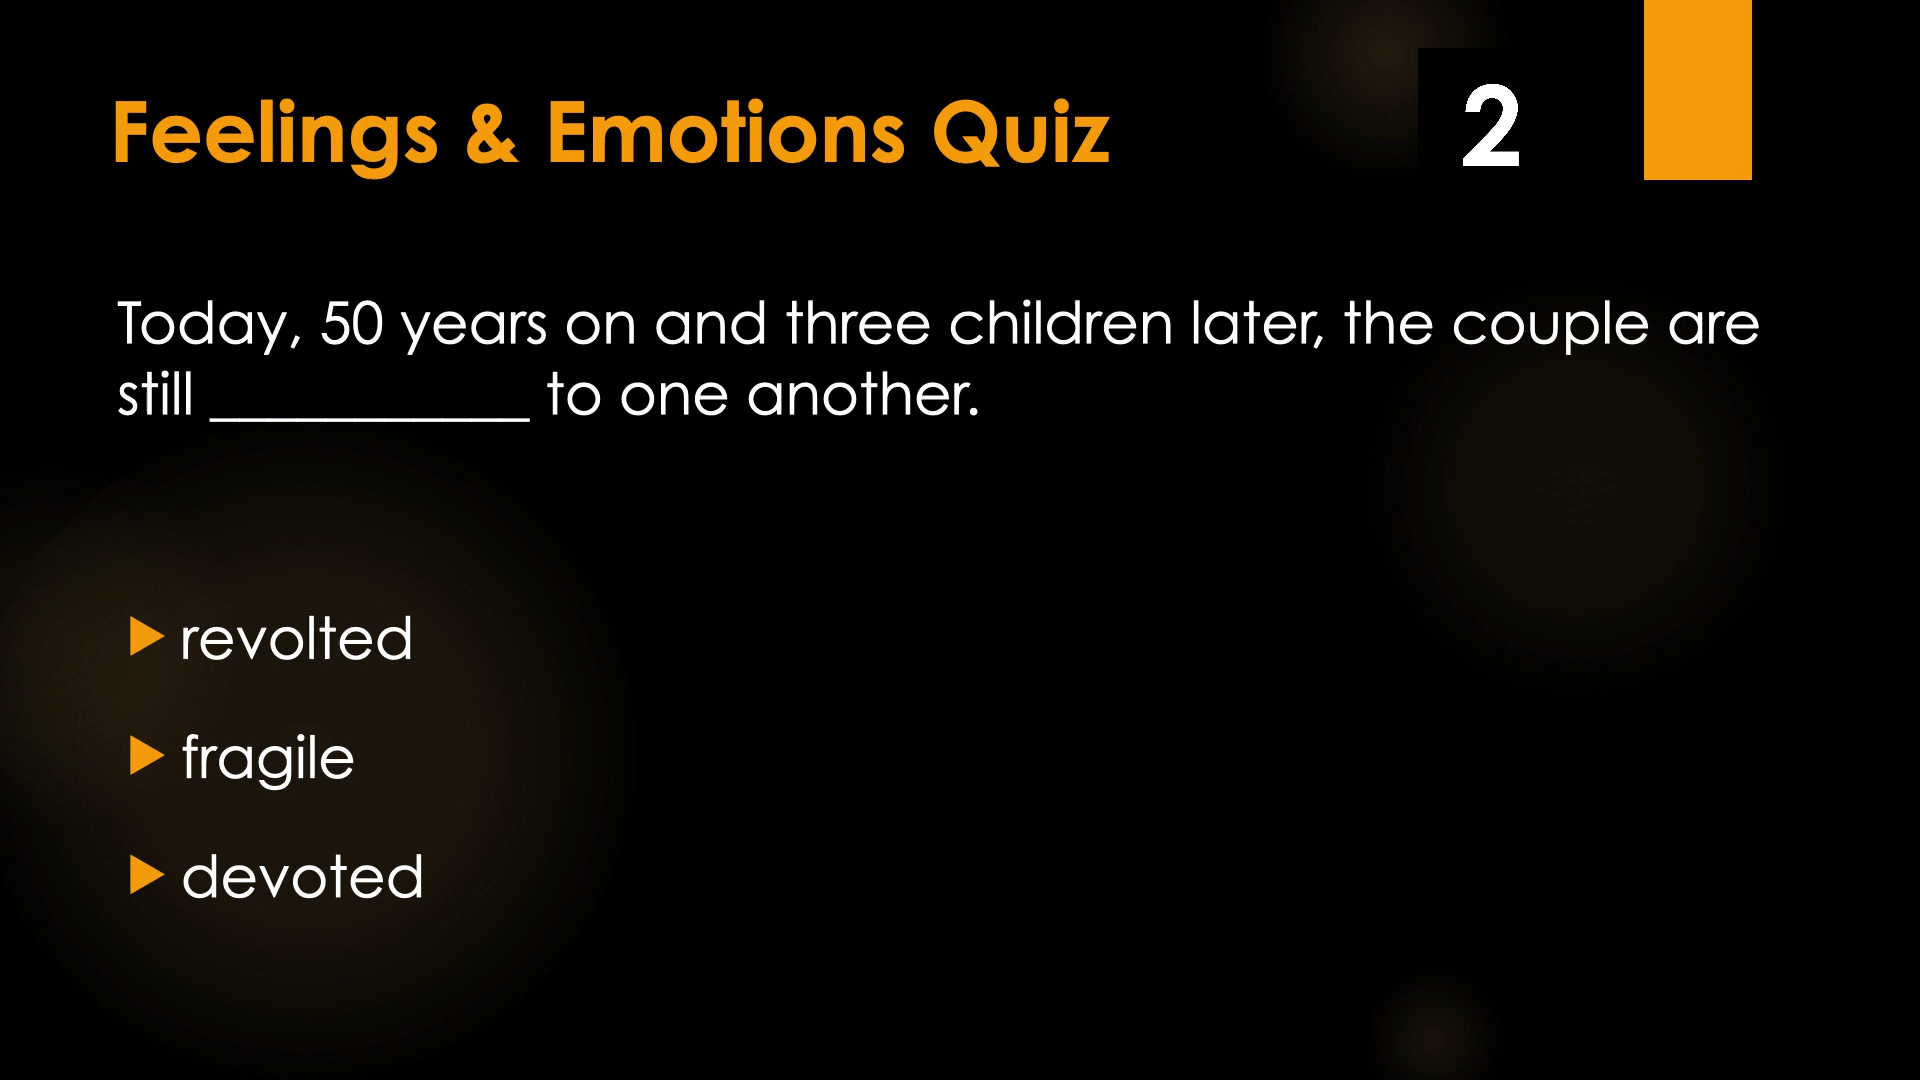 Feelings & Emotions Quiz
2
Today, 50 years on and three children later, the couple are
still ___________ to one another.
revolted
fragile
devoted